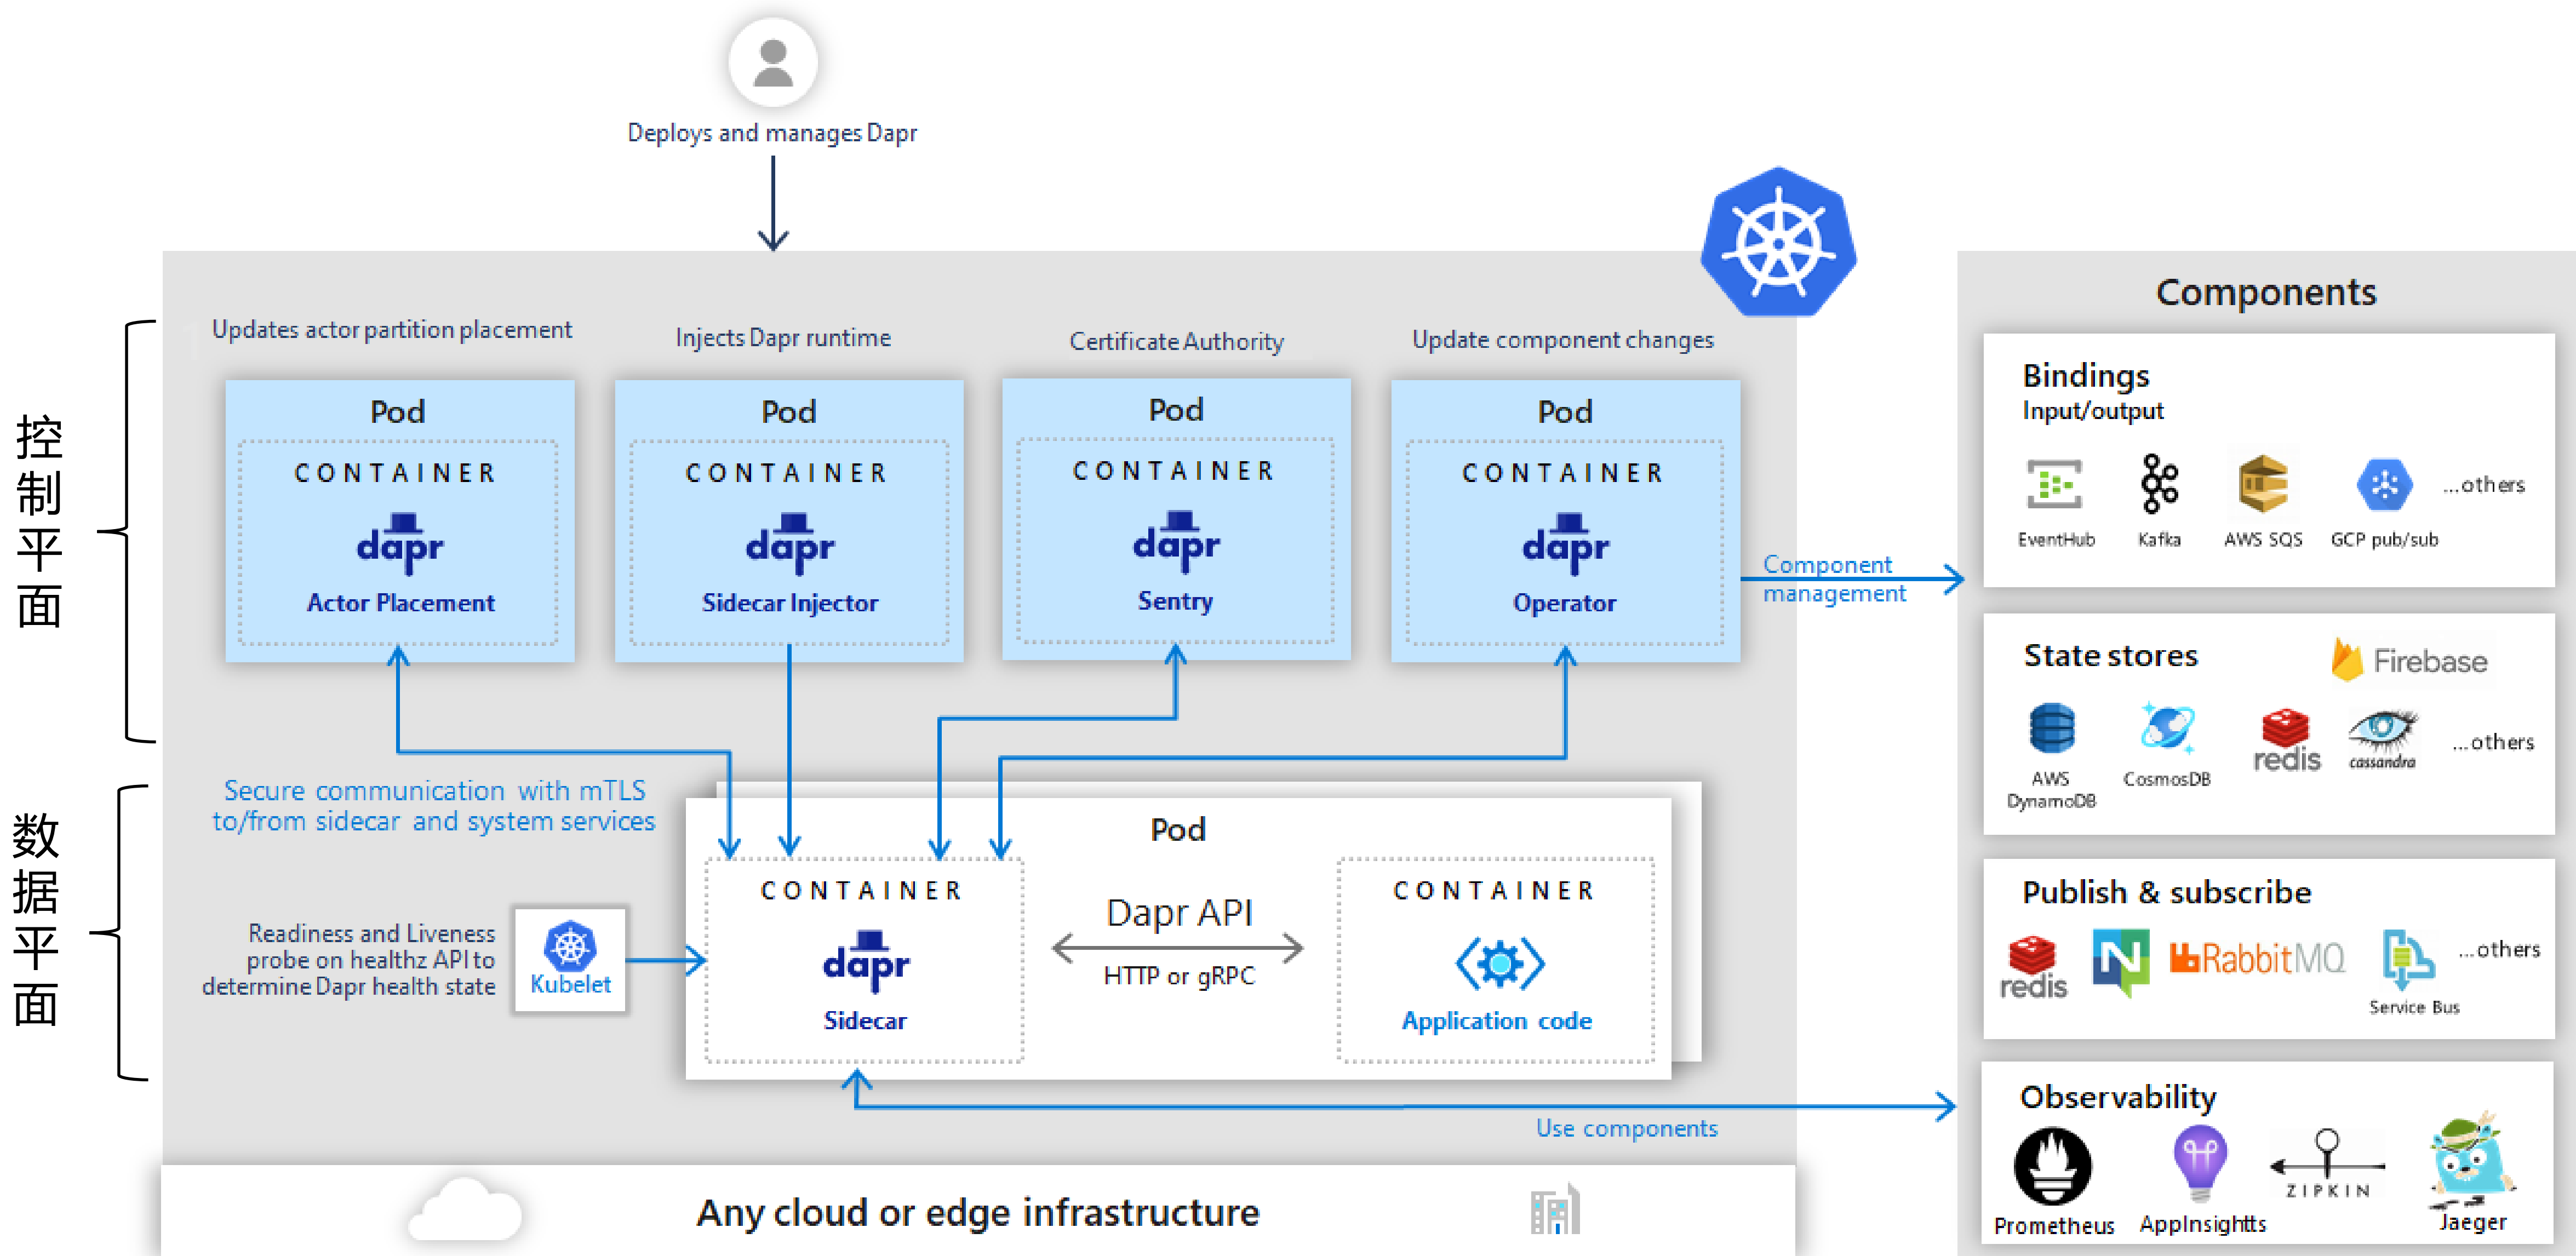 Deploys and manages Dapr
控制平面
数据平面
Updates actor partition placement
Injects Dapr runtime
Certificate Authority
Update component changes
Pod
CONTAINER
dapr
Actor Placement
Pod
CONTAINER
dapr
Sidecar Injector
Pod
CONTAINER
dapr
Sentry
Pod
CONTAINER
dapr
Operator
Component
management
Secure communication with mTLS
to/from sidecar and system services
Readiness and Liveness
probe on healthz API to
determine Dapr health state
Kubelet
Pod
CONTAINER
dapr
Sidecar
Dapr API
HTTP or gRPC
CONTAINER
Application code
Use components
Any cloud or edge infrastructure
Components
Bindings
Input/output
EventHub
Kafka
AWS SQS
GCP pub/sub
...others
State stores
Firebase
AWS
DynamoDB
CosmosDB
redis
cassandra
...others
Publish & subscribe
redis
N
RabbitMQ
Service Bus
...others
Observability
Prometheus
AppInsightts
ZIPKIN
Jaeger